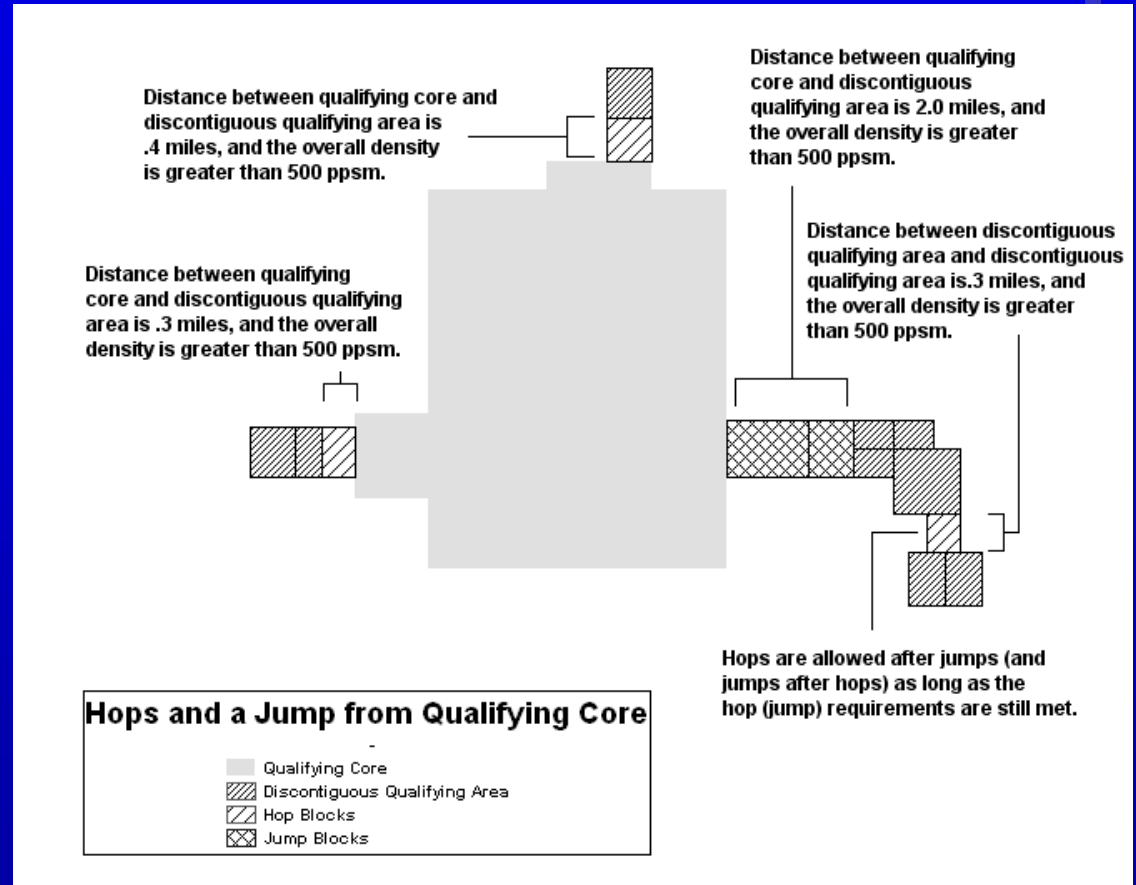 Distance between qualifying core and
discontiguous qualifying area is
.4 miles, and the overall density
is greater than 500 ppsm.
Distance between qualifying
core and discontiguous
qualifying area is 2.0 miles, and
the overall density is greater
than 500 ppsm.
Distance between discontiguous
qualifying area and discontiguous
qualifying area is.3 miles, and
the overall density is greater
than 500 ppsm.
Distance between qualifying
core and discontiguous qualifying
area is .3 miles, and the overall
density is greater than 500 ppsm.
Hops are allowed after jumps (and
jumps after hops) as long as the
hop (jump) requirements are still met.
Hops and a Jump from Qualifying Core
-
Qualifying Core
Discontiguous Qualifying Area
Hop Blocks
Jump Blocks